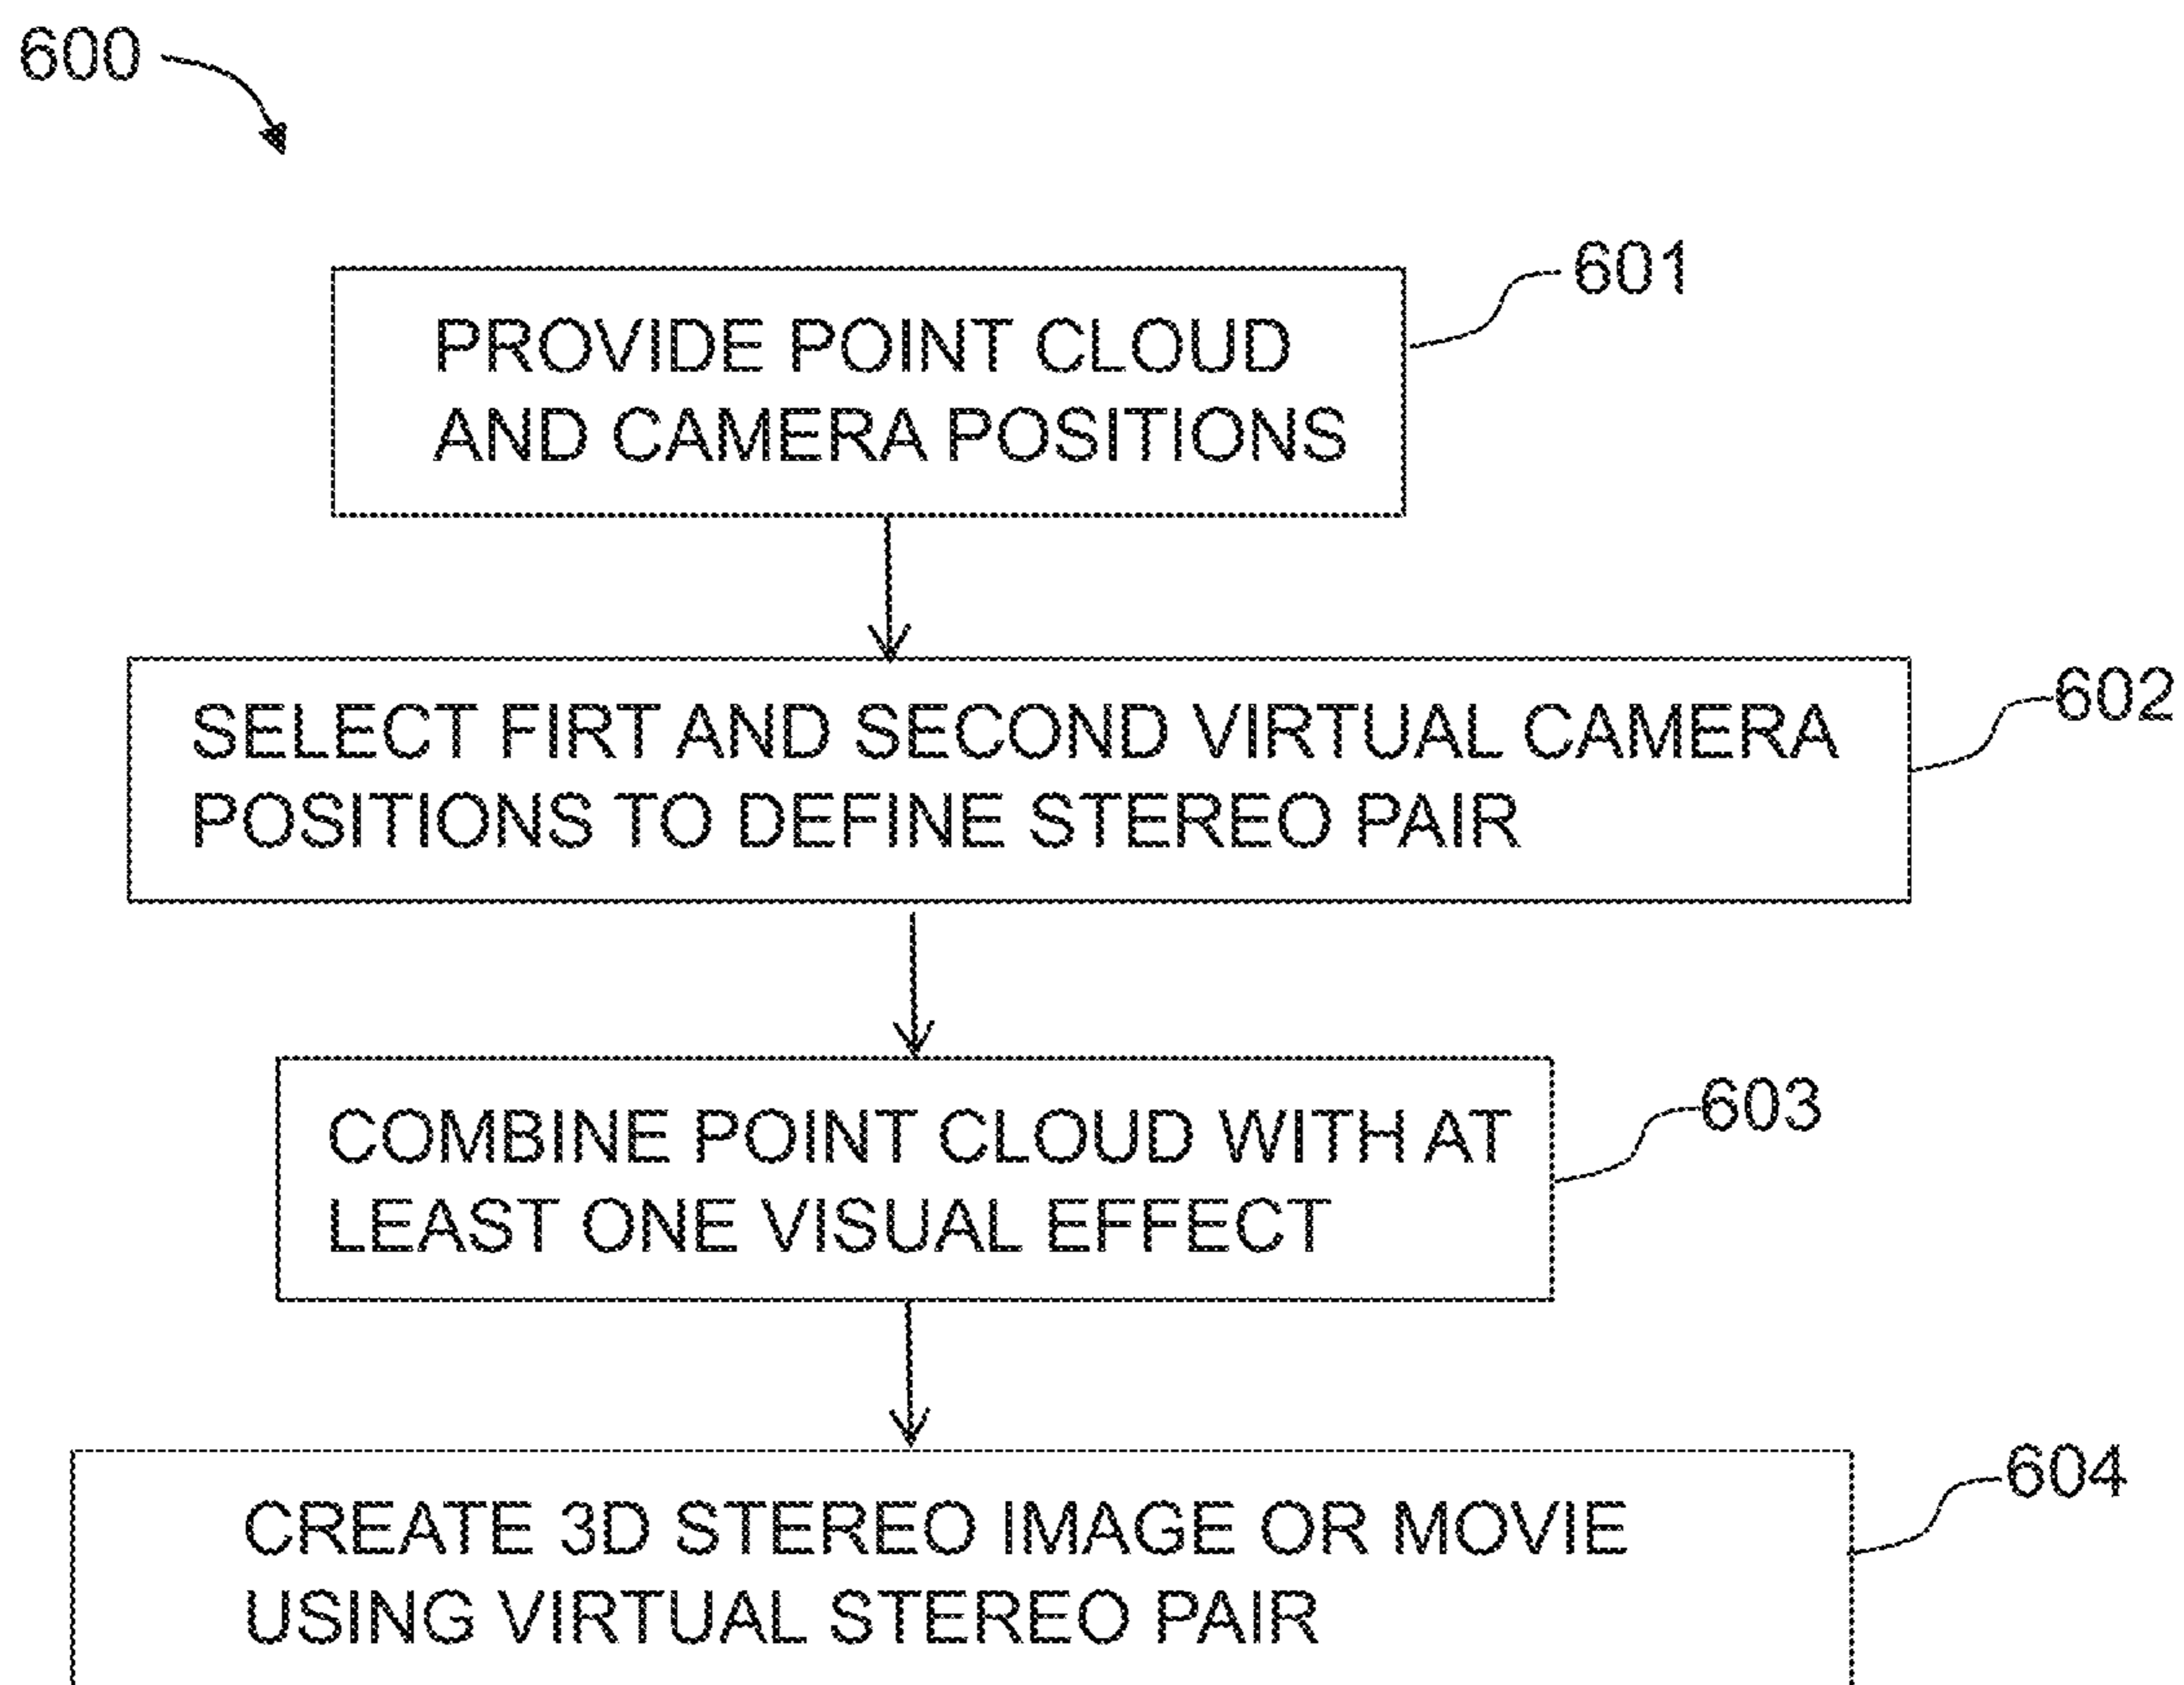 600
601
PROVIDE POINT CLOUD
AND CAMERA POSITIONS
602
SELECT FIRT AND SECOND VIRTUAL CAMERA
POSITIONS TO DEFINE STEREO PAIR
603
COMBINE POINT CLOUD WITH AT
LEAST ONE VISUAL EFFECT
604
CREATE 3D STEREO IMAGE OR MOVIE
USING VIRTUAL STEREO PAIR